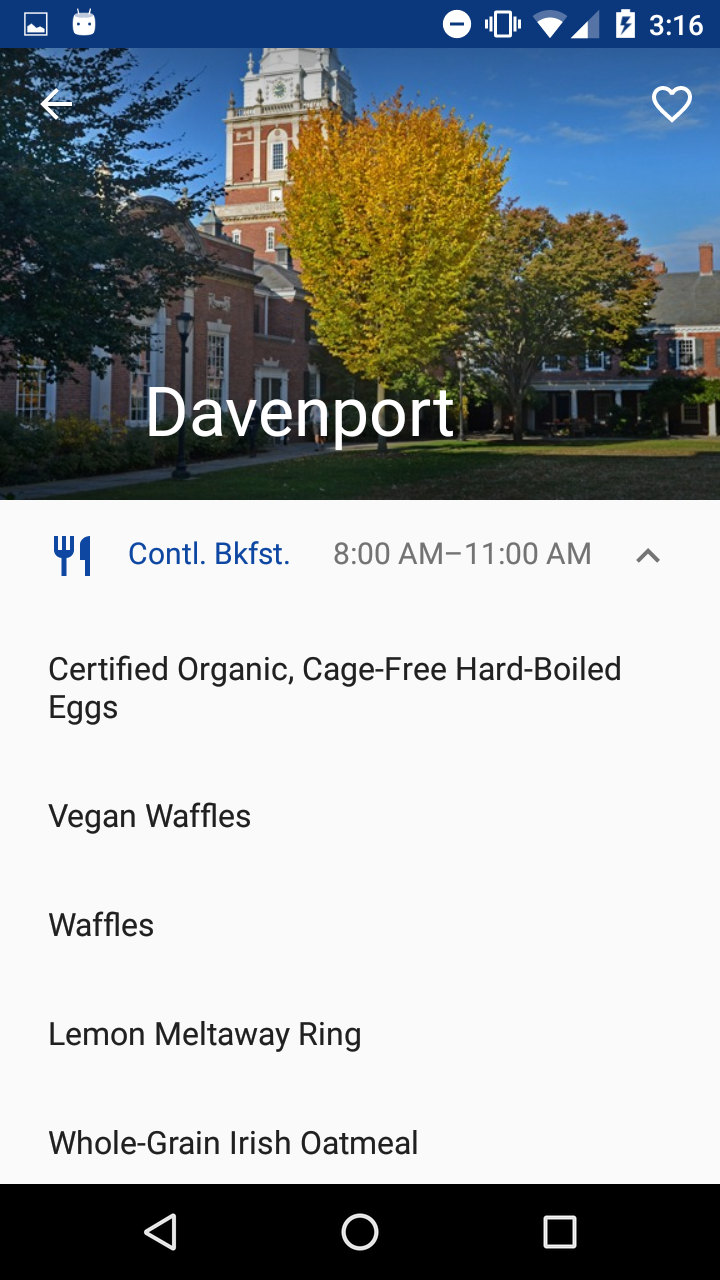 3:16
Davenport
Contl. Bkfst. 8:00 AM–11:00 AM
Certified Organic, Cage-Free Hard-Boiled
Eggs
Vegan Waffles
Waffles
Lemon Meltaway Ring
Whole-Grain Irish Oatmeal